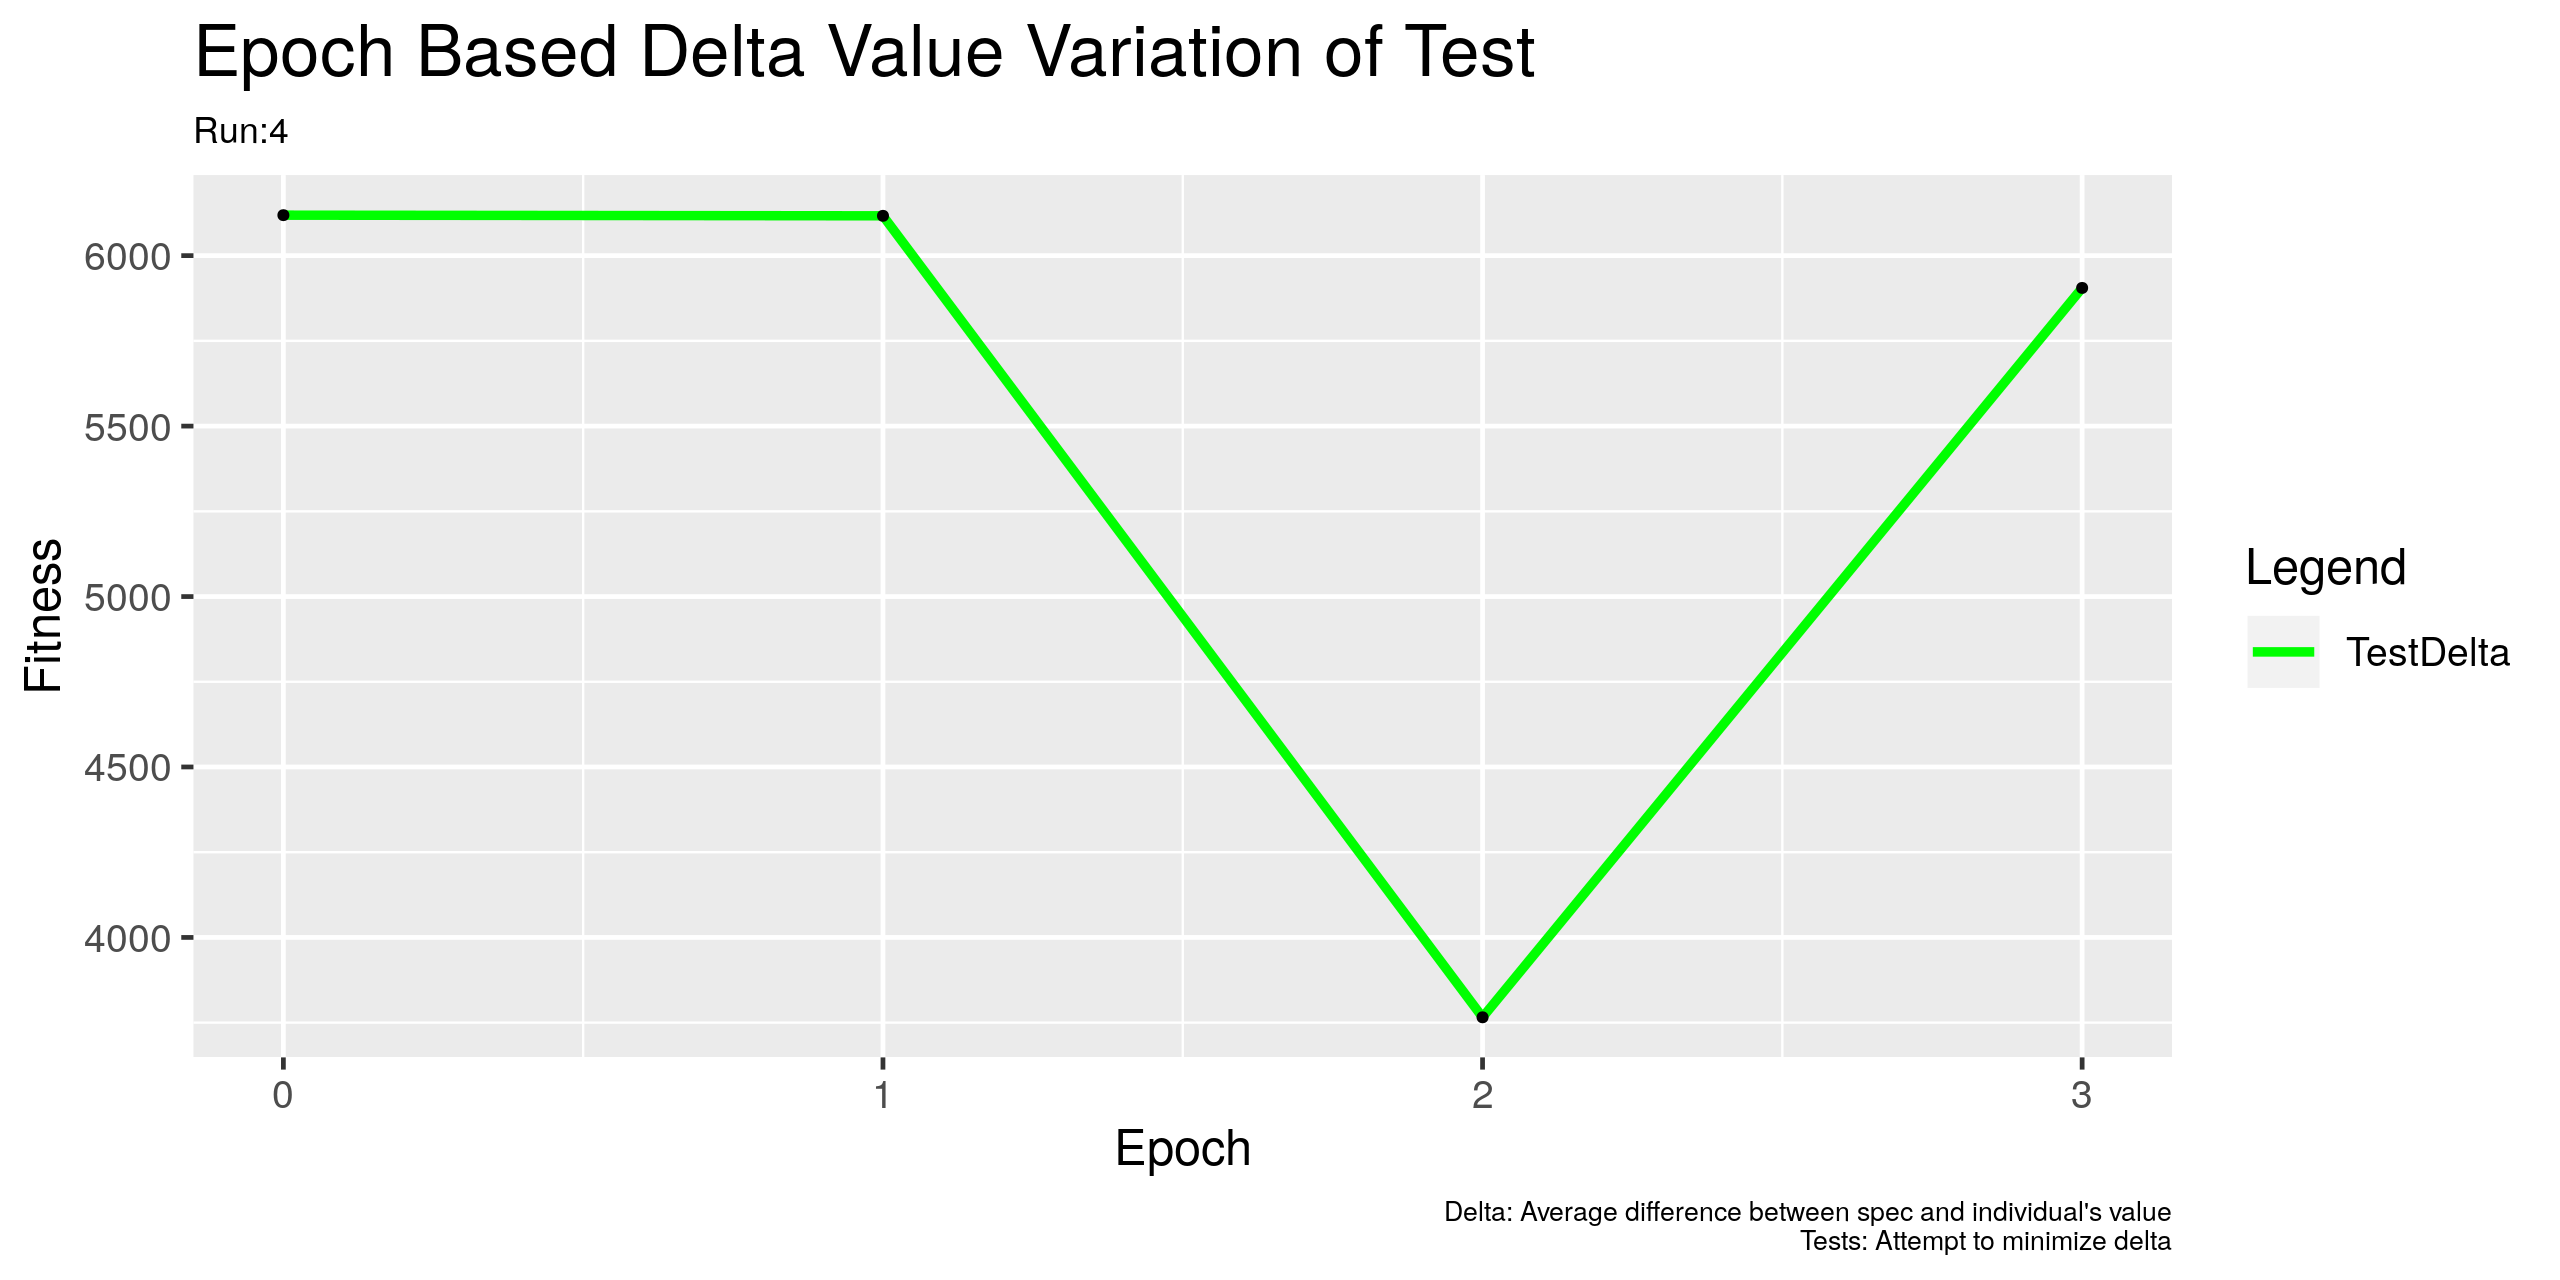 Epoch Based Delta Value Variation of Test
Run:4
Fitness
6000
5500
5000
4500
4000
0 1 2 3
Epoch
Legend
TestDelta
Delta: Average difference between spec and individual's value
Tests: Attempt to minimize delta